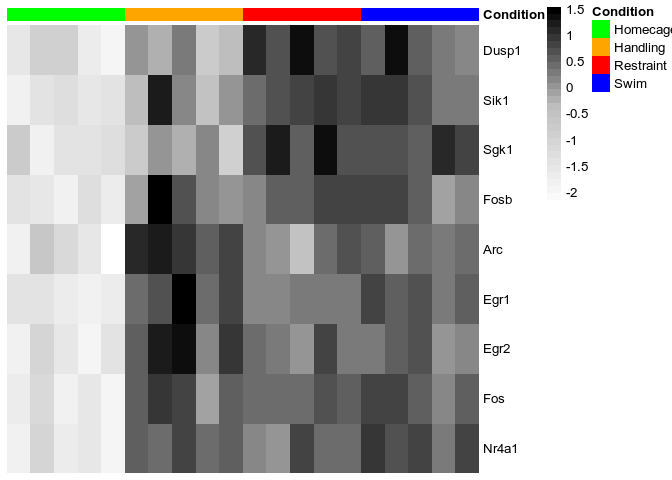 Condition
Dusp1
Sik1
Sgk1
Fosb
Arc
Egr1
Egr2
Fos
Nr4a1
1.5
1
0.5
0
-0.5
-1
-1.5
-2
Condition
Homecage
Handling
Restraint
Swim